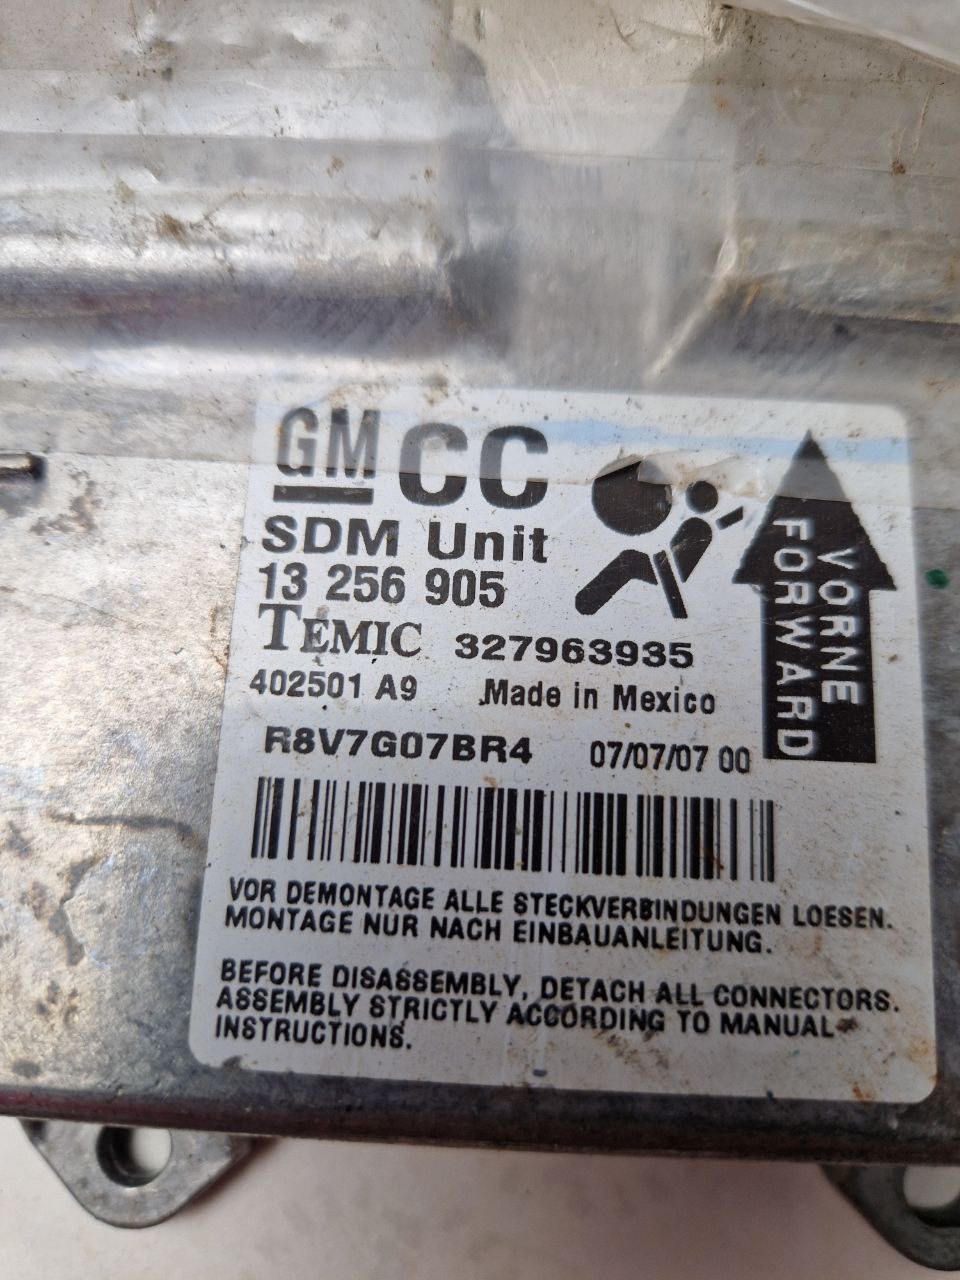 GM CC
SDM Unit
13 256 905
TEMIC 327963935
402501 A9 Made in Mexico
R8V7G07BR4 07/07/07 00
VORNE
FORWARD
VOR DEMONTAGE ALLE STECKVERBINDUNGEN LOESEN.
MONTAGE NUR NACH EINBAUANLEITUNG.
BEFORE DISASSEMBLY, DETACH ALL CONNECTORS.
ASSEMBLY STRICTLY ACCORDING TO MANUAL
INSTRUCTIONS.